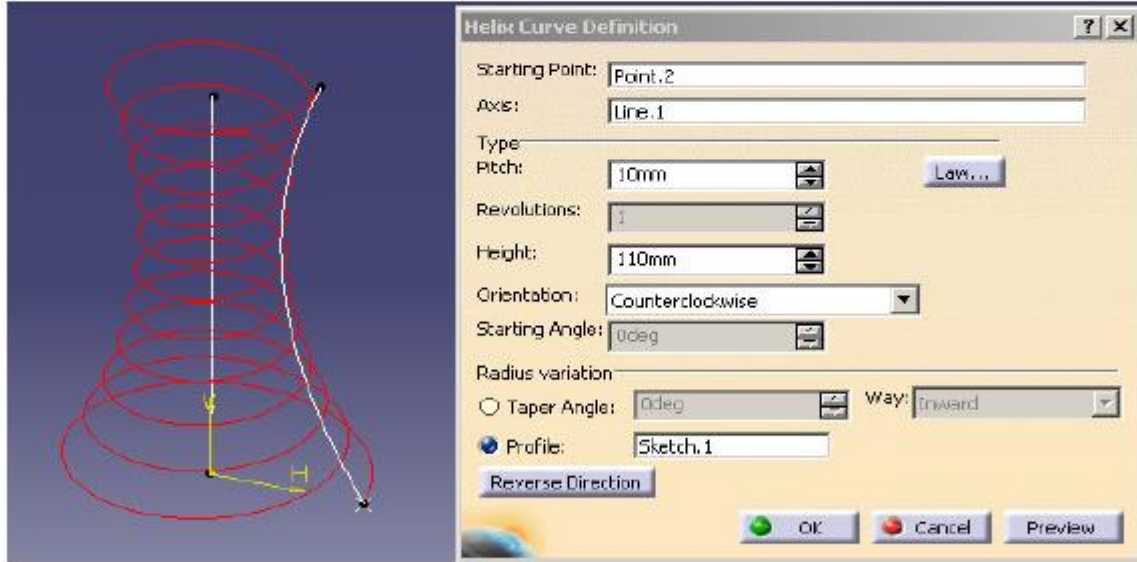 Helix Curve Definition
Starting Point: Point.2
Axis: Line.1
Type
Pitch: 10mm Law...
Revolutions: 1
Height: 110mm
Orientation: Counterclockwise
Starting Angle: 0deg
Radius variation
Taper Angle: 0deg Way: Inward
Profile: Sketch.1
Reverse Direction
OK Cancel Preview
V
H